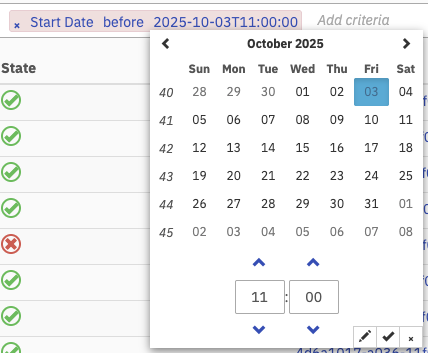 × Start Date before 2025-10-03T11:00:00 Add criteria
October 2025
State
Sun Mon Tue Wed Thu Fri Sat
40 28 29 30 01 02 03 04
41 05 06 07 08 09 10 11
42 12 13 14 15 16 17 18
43 19 20 21 22 23 24 25
44 26 27 28 29 30 31 01
45 02 03 04 05 06 07 08
11 : 00